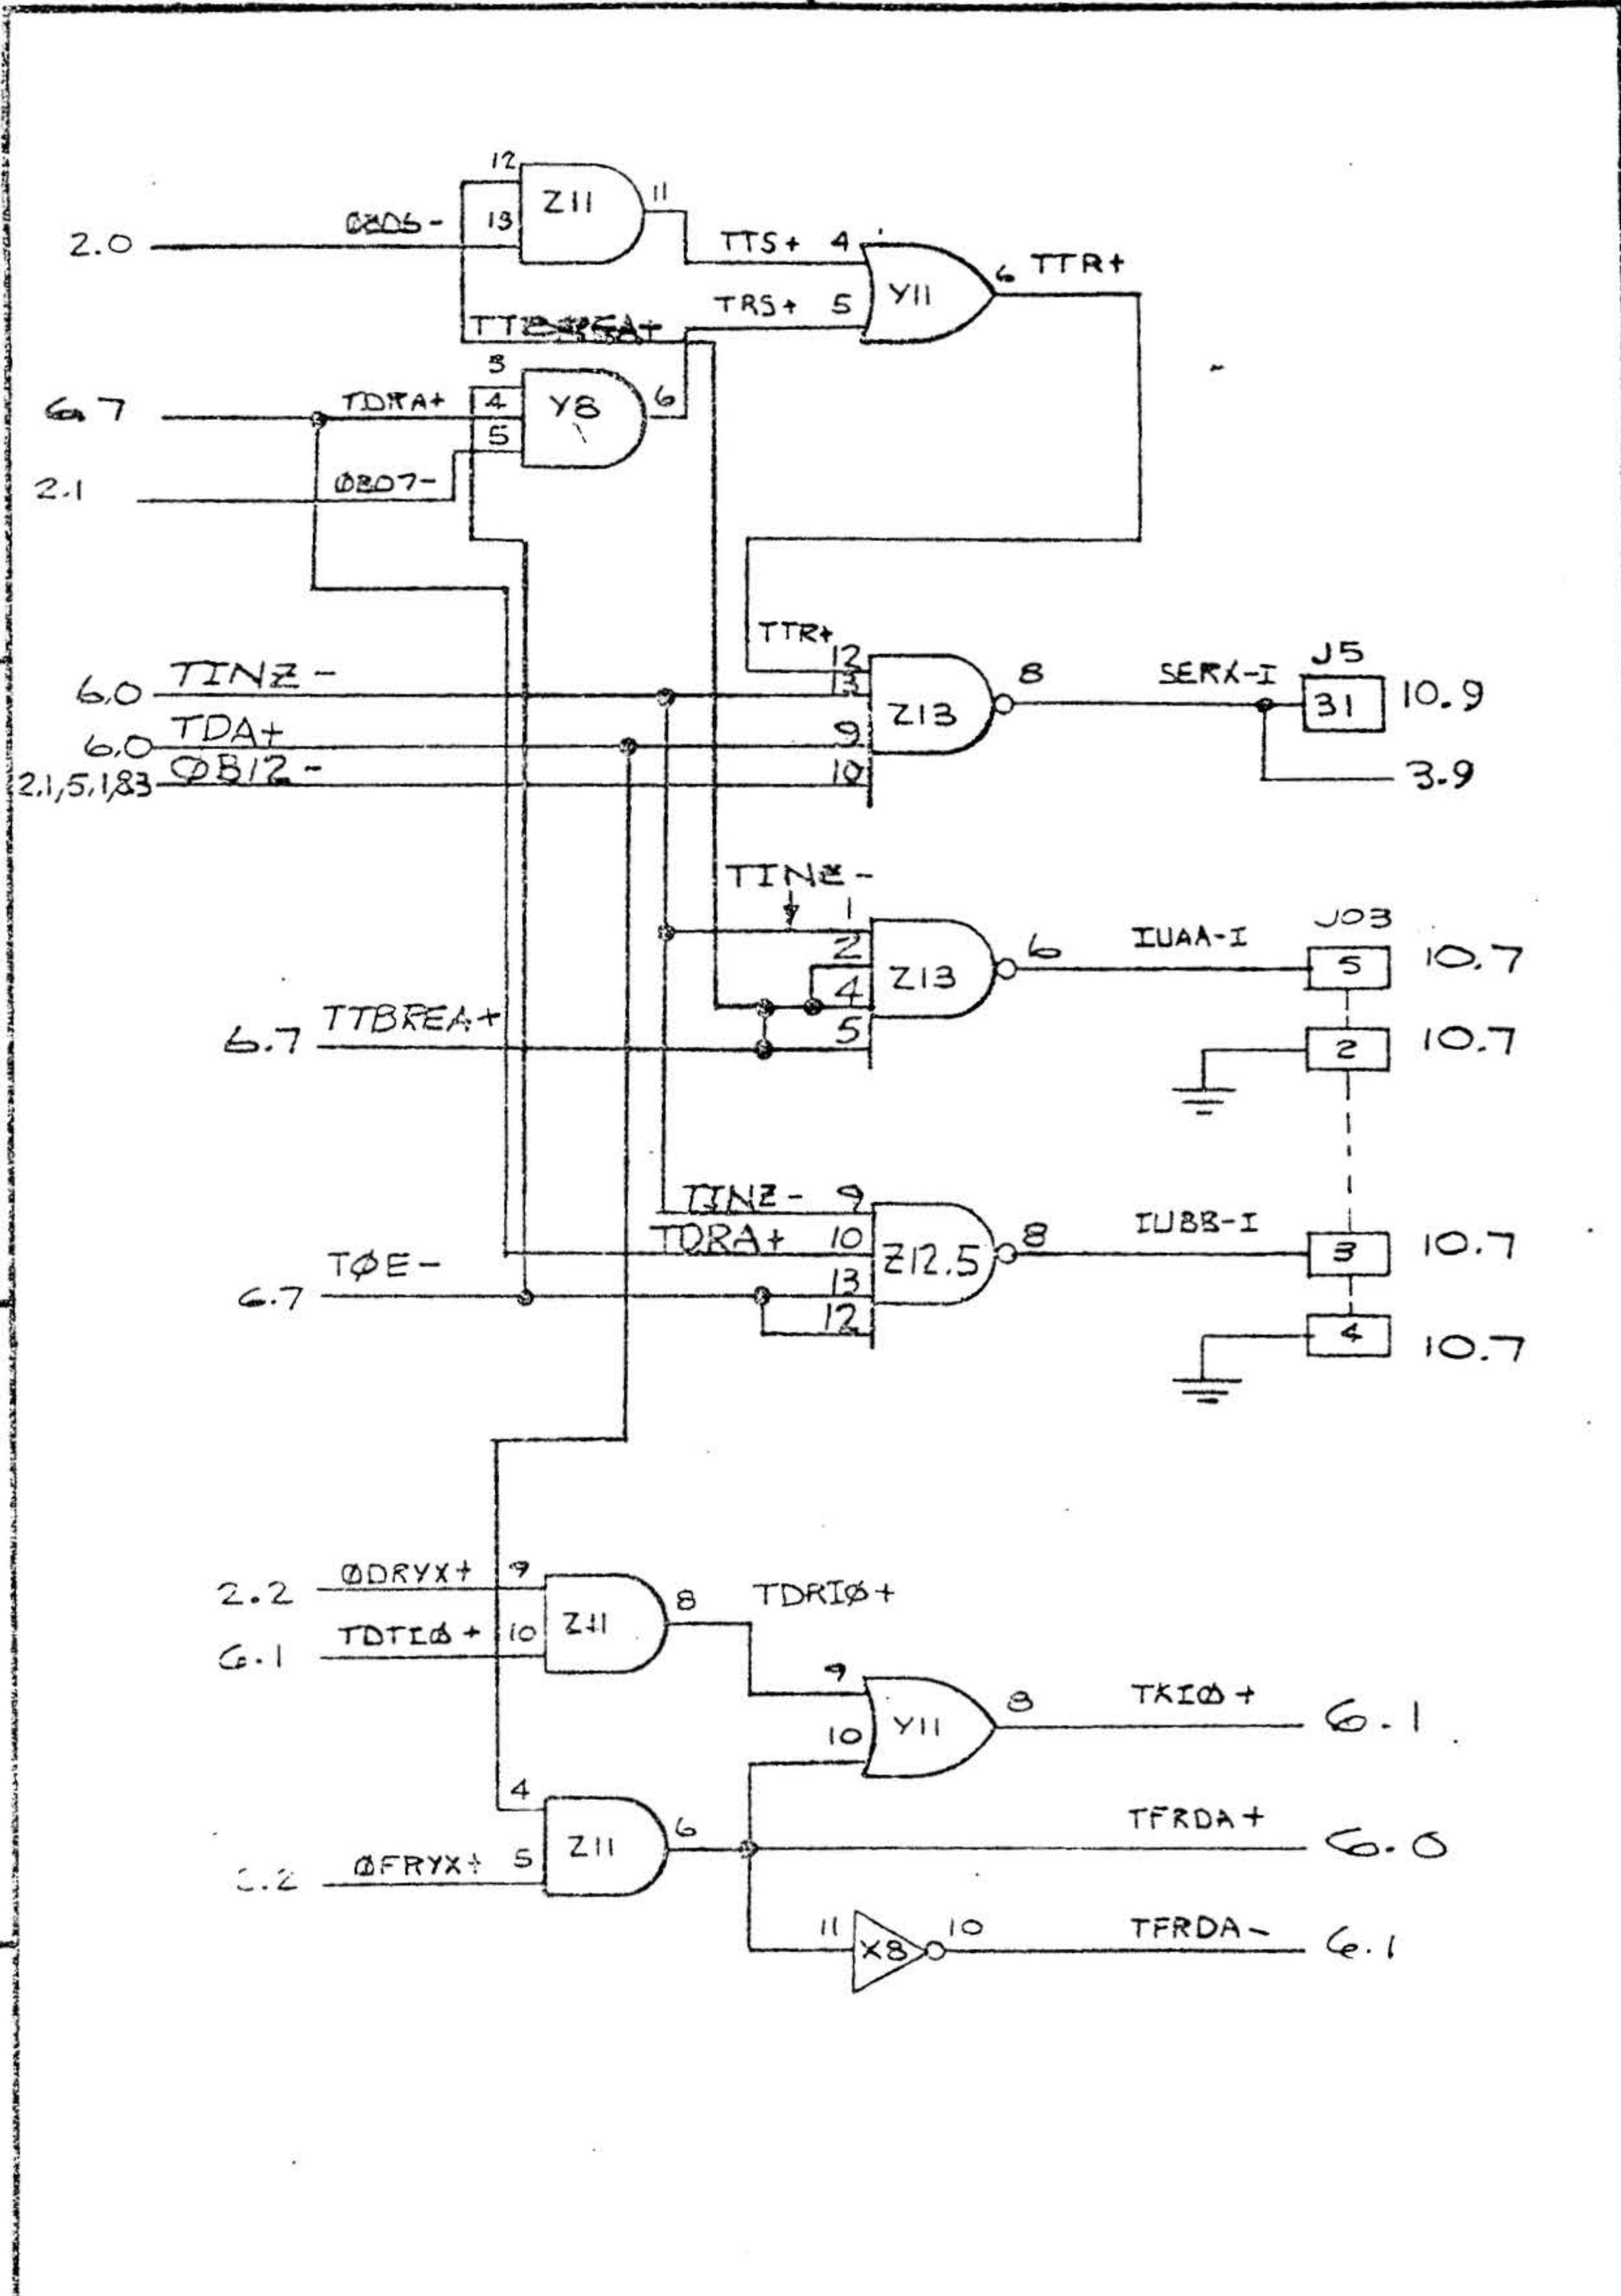 12
Z11 11
2.0 13
TTS+ 4
6 TTR+
Y11
TRS+ 5
3
6.7 TDRA+ 4 Y8 6
5
2.1 ØB07-
TTR+
12
6.0 TINZ- 13 8 SERX-I J5
Z13 31 10.9
6.0 TDA+ 9
2.1,5.1,8.3 ØB12- 10 3.9
TINZ-
1
2 6 IUAA-I J03
Z13 5 10.7
4
6.7 TTBREA+ 5
2 10.7
TINZ- 9
TDRA+ 10 8 IUBB-I 3 10.7
Z12.5
6.7 TØE- 13
12
4 10.7
2.2 ØDRYX+ 9
Z11 8 TDRIØ+
6.1 TDTIØ+ 10
9
Y11 8 TXIØ+ 6.1
10
4
Z11 6 TFRDA+ 6.0
ØFRYX+ 5
11 X8 10 TFRDA- 6.1